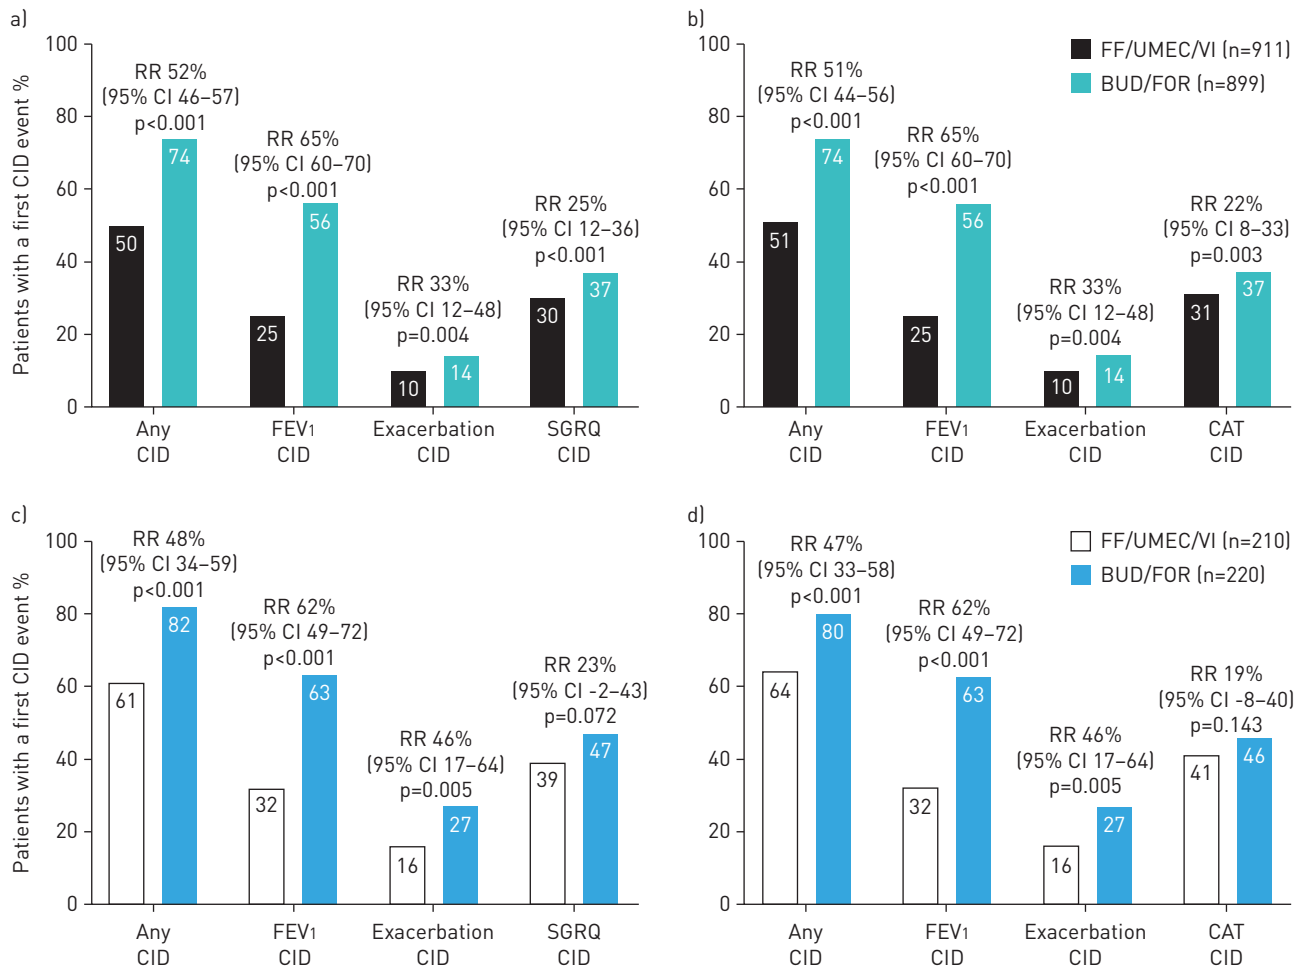 a)
Patients with a first CID event %
100
80
60
40
20
0
RR 52%
(95% CI 46–57)
p<0.001
50
74
RR 65%
(95% CI 60–70)
p<0.001
25
56
RR 33%
(95% CI 12–48)
p=0.004
10
14
RR 25%
(95% CI 12–36)
p<0.001
30
37
Any
CID
FEV1
CID
Exacerbation
CID
SGRQ
CID
b)
FF/UMEC/VI (n=911)
BUD/FOR (n=899)
100
80
60
40
20
0
RR 51%
(95% CI 44–56)
p<0.001
51
74
RR 65%
(95% CI 60–70)
p<0.001
25
56
RR 33%
(95% CI 12–48)
p=0.004
10
14
RR 22%
(95% CI 8–33)
p=0.003
31
37
Any
CID
FEV1
CID
Exacerbation
CID
CAT
CID
c)
Patients with a first CID event %
100
80
60
40
20
0
RR 48%
(95% CI 34–59)
p<0.001
61
82
RR 62%
(95% CI 49–72)
p<0.001
32
63
RR 46%
(95% CI 17–64)
p=0.005
16
27
RR 23%
(95% CI -2–43)
p=0.072
39
47
Any
CID
FEV1
CID
Exacerbation
CID
SGRQ
CID
d)
FF/UMEC/VI (n=210)
BUD/FOR (n=220)
100
80
60
40
20
0
RR 47%
(95% CI 33–58)
p<0.001
64
80
RR 62%
(95% CI 49–72)
p<0.001
32
63
RR 46%
(95% CI 17–64)
p=0.005
16
27
RR 19%
(95% CI -8–40)
p=0.143
41
46
Any
CID
FEV1
CID
Exacerbation
CID
CAT
CID